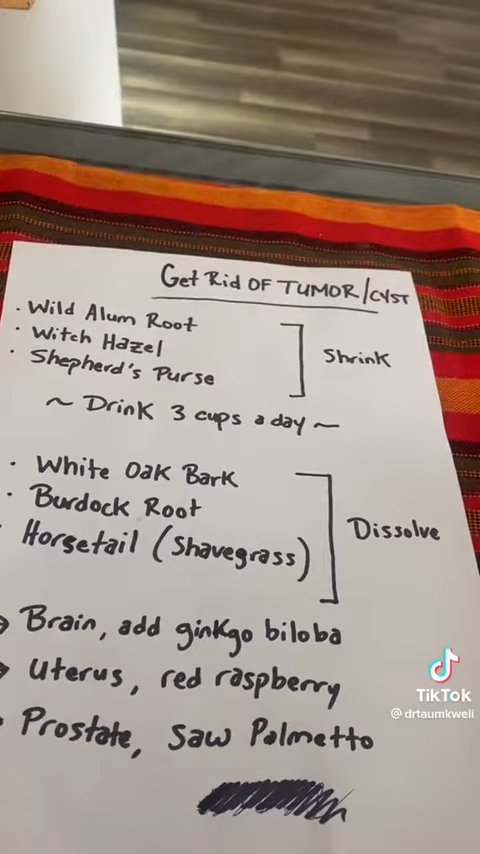 Get Rid OF TUMOR/CYST
· Wild Alum Root
· Witch Hazel
· Shepherd's Purse
Shrink
~ Drink 3 cups a day ~
· White Oak Bark
· Burdock Root
· Horsetail (Shavegrass)
Dissolve
→ Brain, add ginkgo biloba
→ Uterus, red raspberry
→ Prostate, Saw Palmetto
TikTok
@drtaumkweli